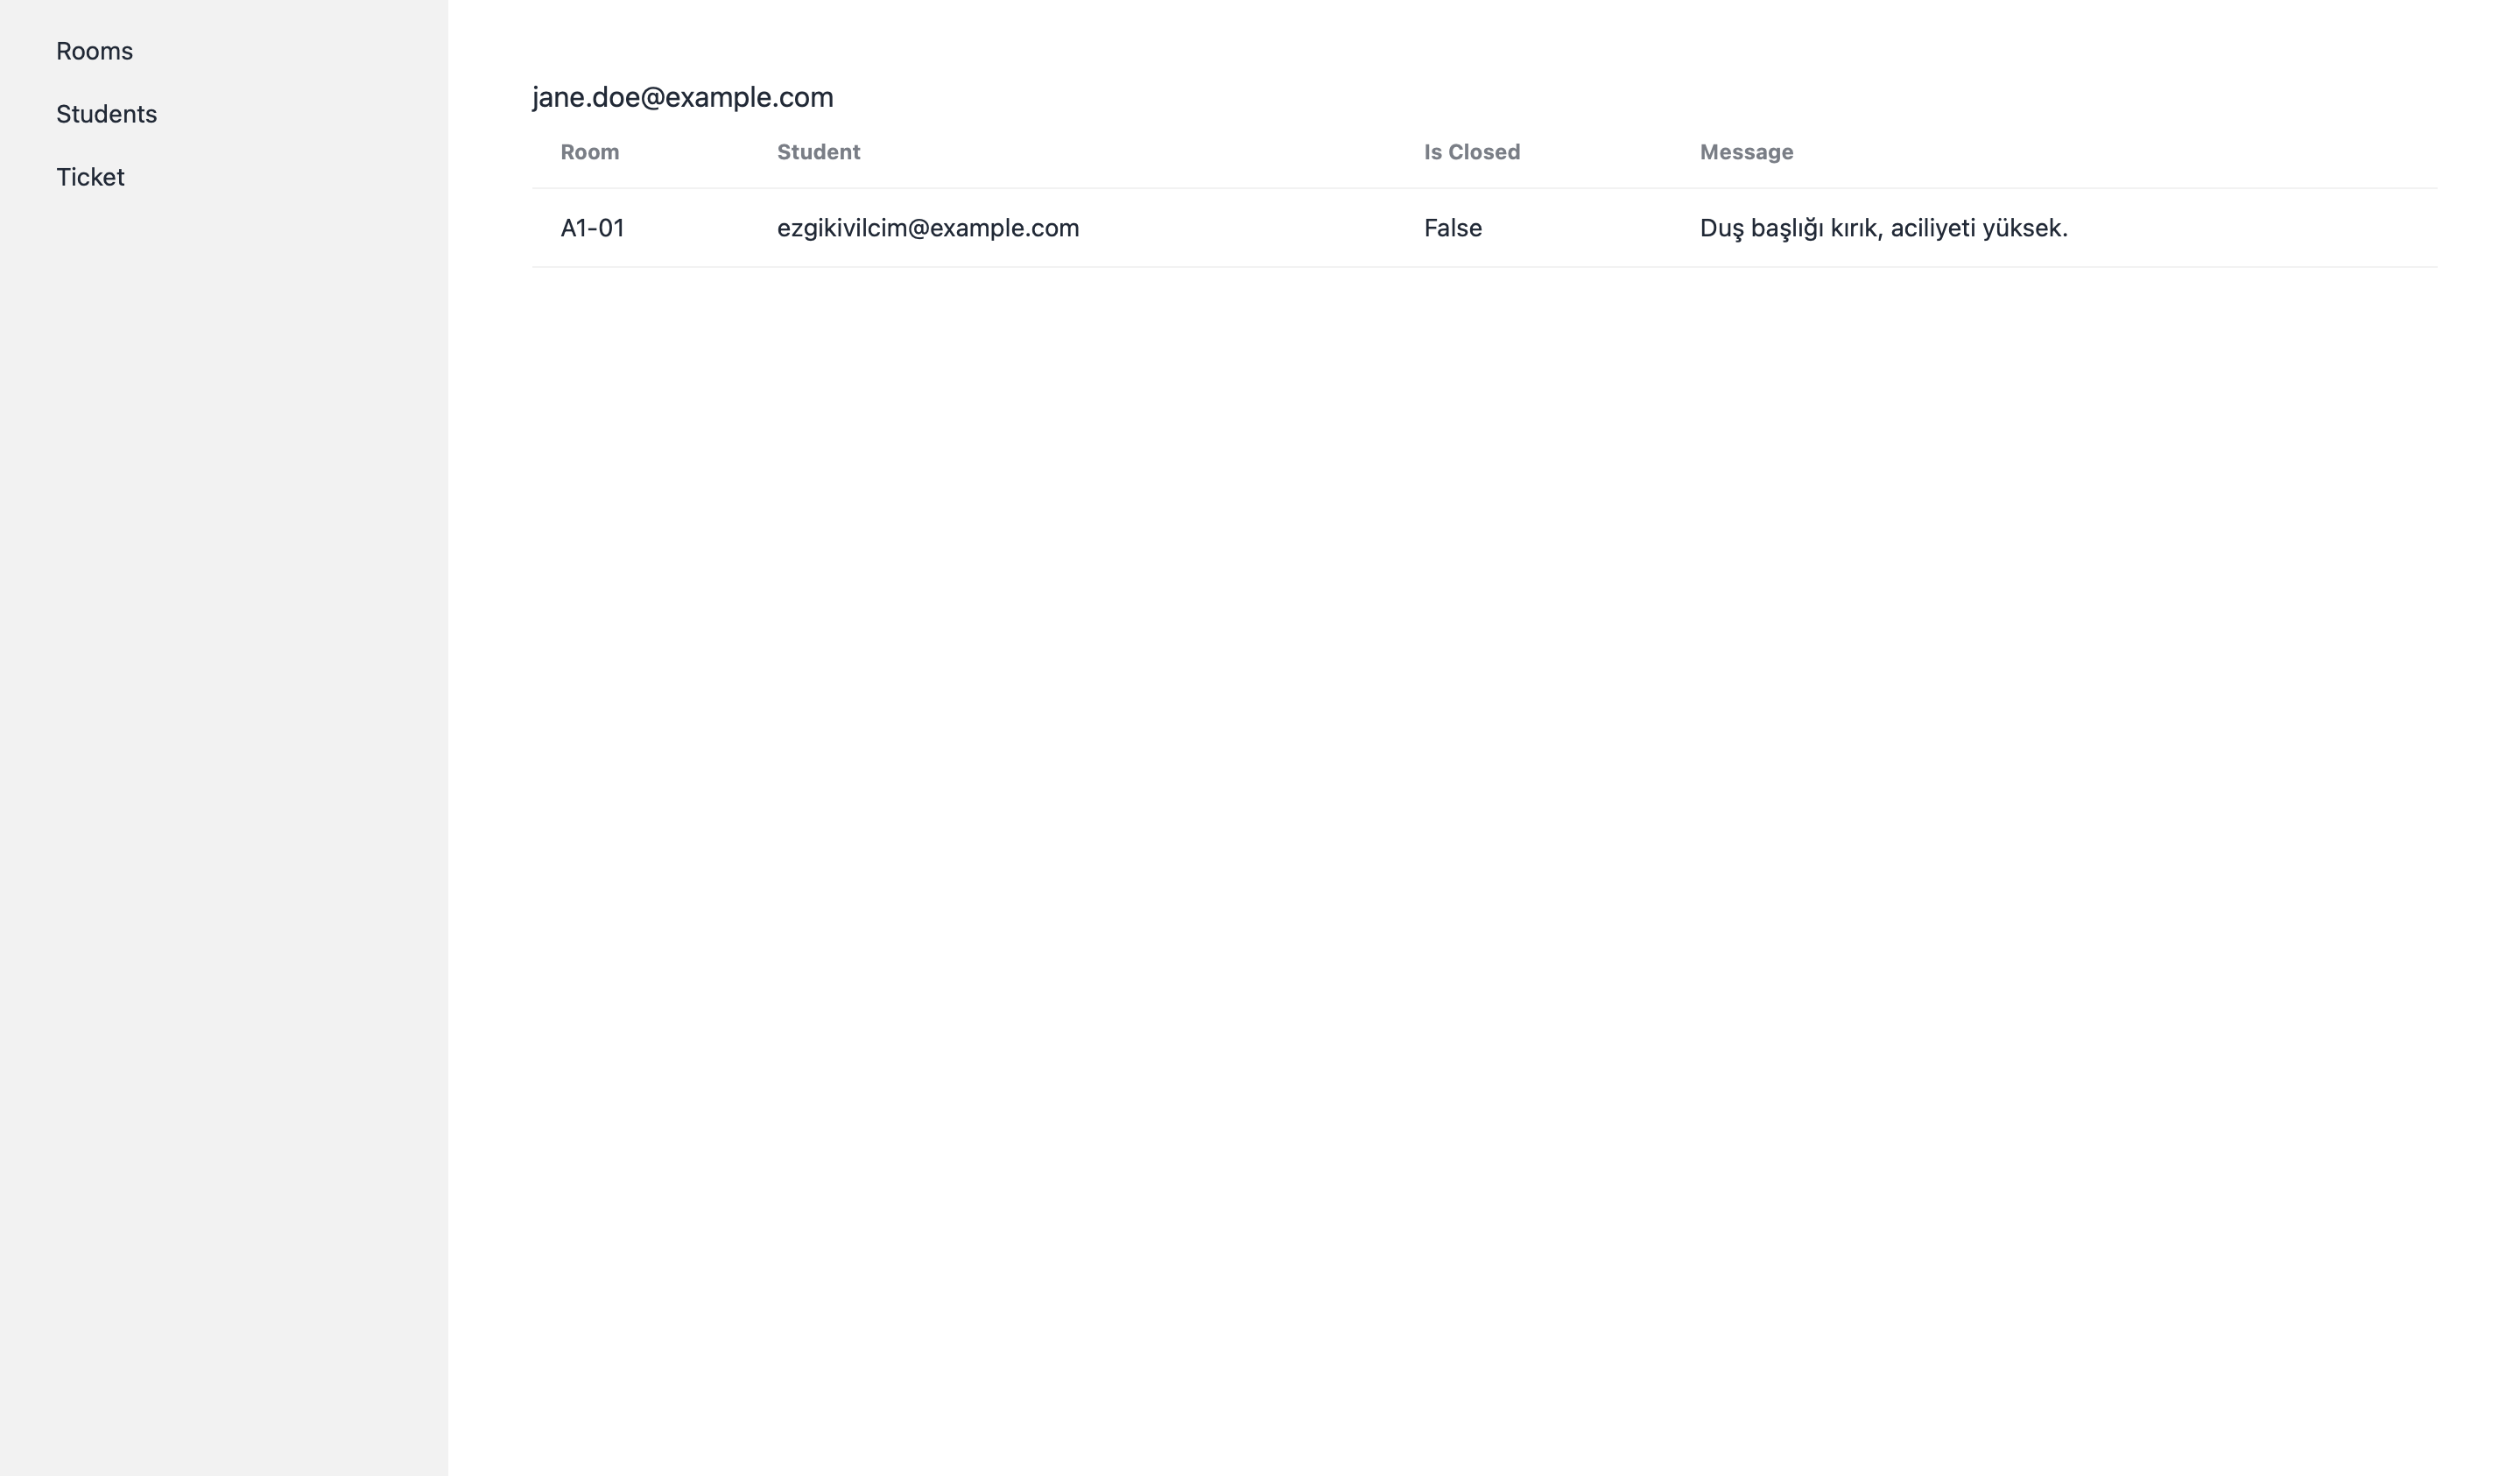 Rooms
Students
Ticket
jane.doe@example.com
Room Student Is Closed Message
A1-01 ezgikivilcim@example.com False Duş başlığı kırık, aciliyeti yüksek.